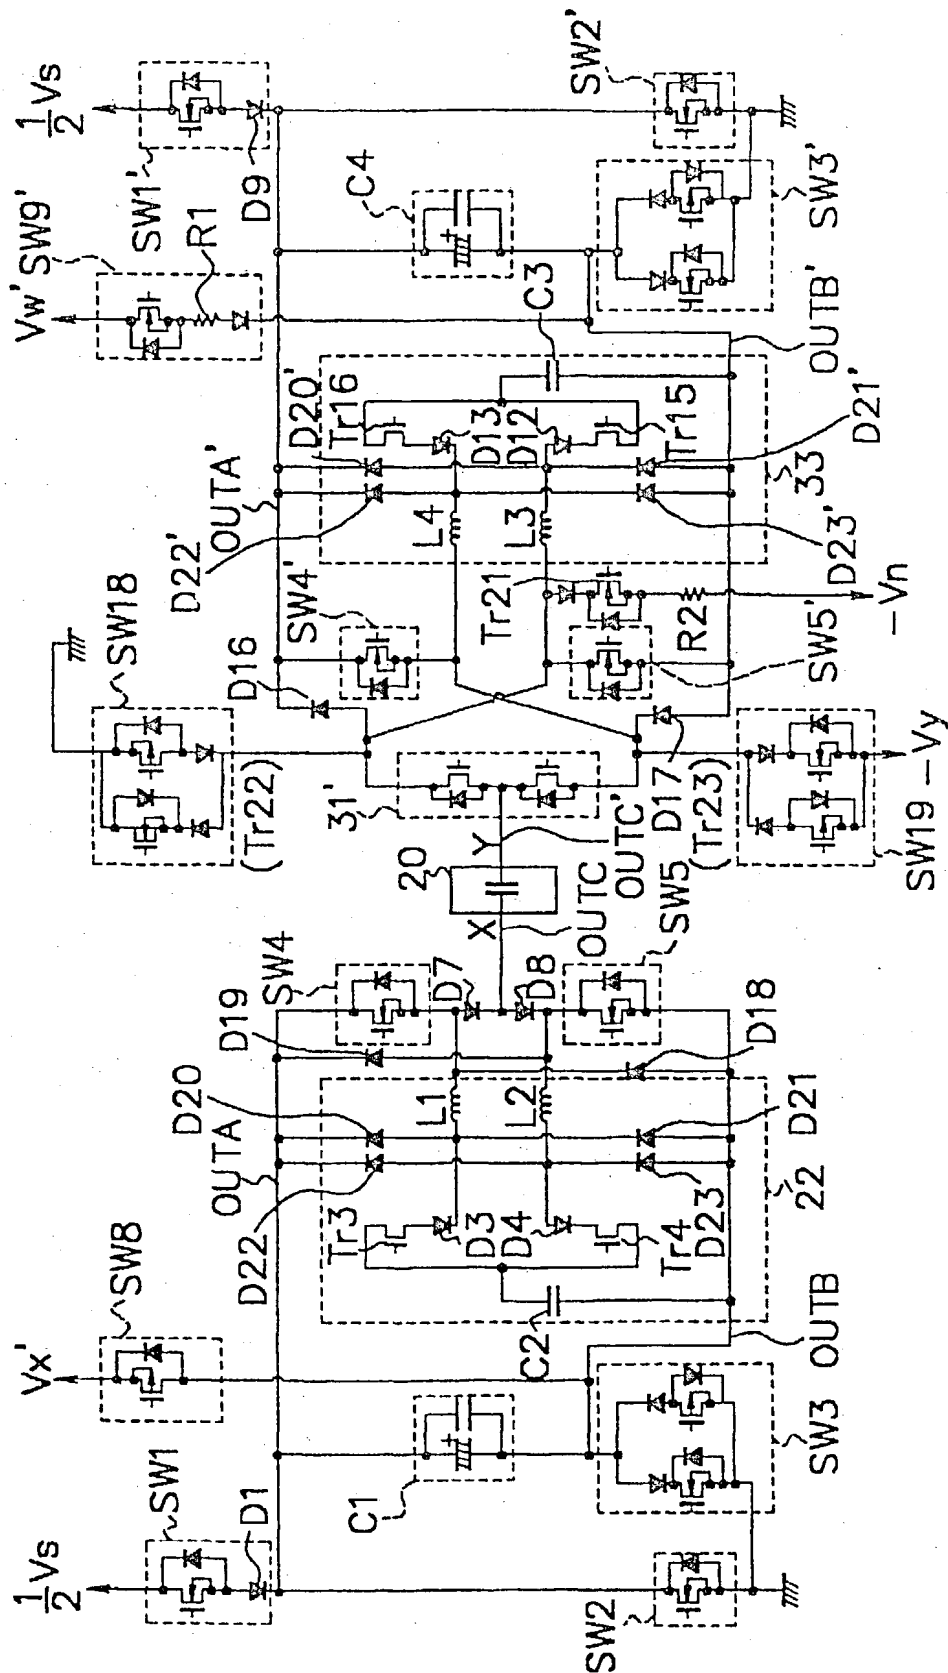 1/2 Vs
SW1
D1
Vx'
SW8
OUTA
D20
D22
D19
SW4
D7
X
20
Y
31'
(Tr22)
SW18
D16
SW4'
D22'
OUTA'
D20'
Tr16
Vw'
SW9'
R1
SW1'
1/2 Vs
D9
C4
SW2'
C1
C2
Tr3
D3
D4
Tr4
L1
L2
D8
OUTC
OUTC'
L4
L3
Tr21
D13
D12
C3
SW2
SW3
OUTB
22
D23
D21
D18
SW5
D17
(Tr23)
SW19
-Vy
SW5'
R2
-Vn
D23'
33
Tr15
D21'
OUTB'
SW3'